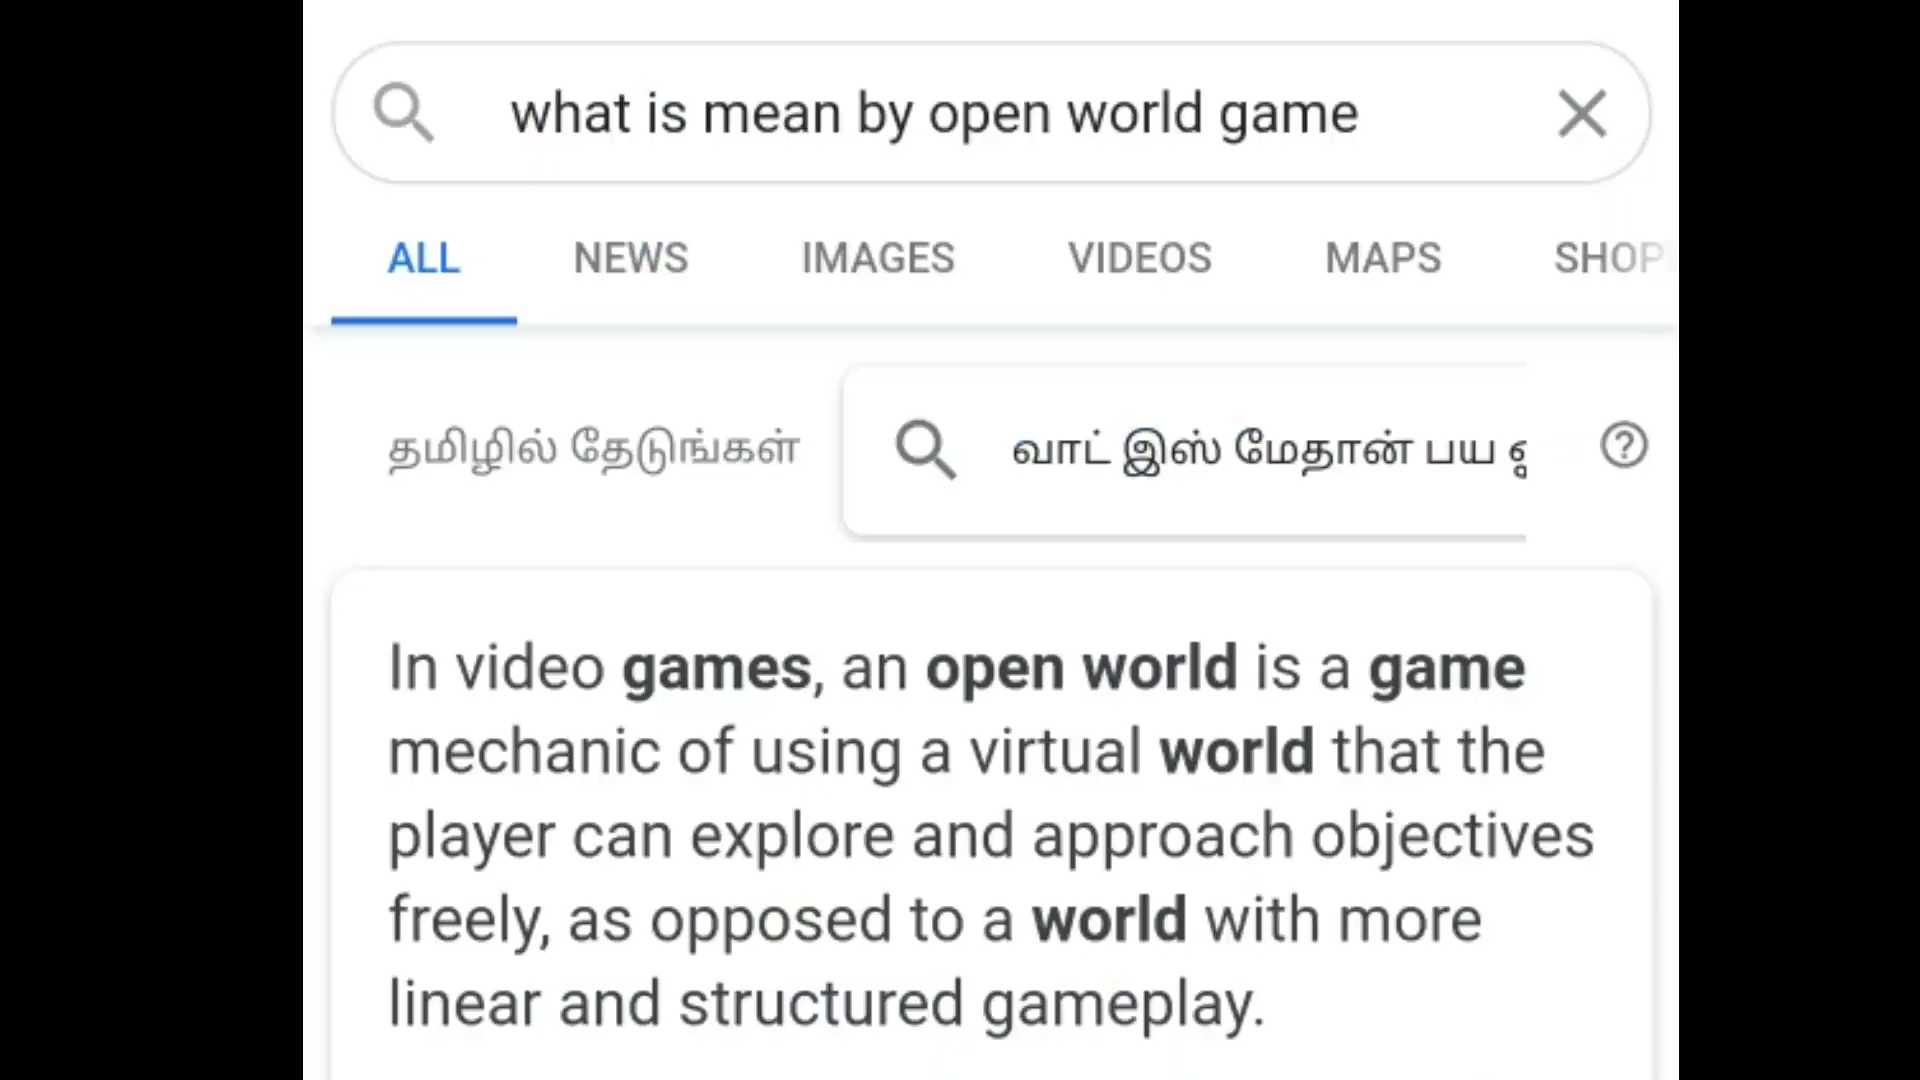 what is mean by open world game
ALL NEWS IMAGES VIDEOS MAPS
தமிழில் தேடுங்கள் வாட் இஸ் மேதான் பய
In video games, an open world is a game
mechanic of using a virtual world that the
player can explore and approach objectives
freely, as opposed to a world with more
linear and structured gameplay.